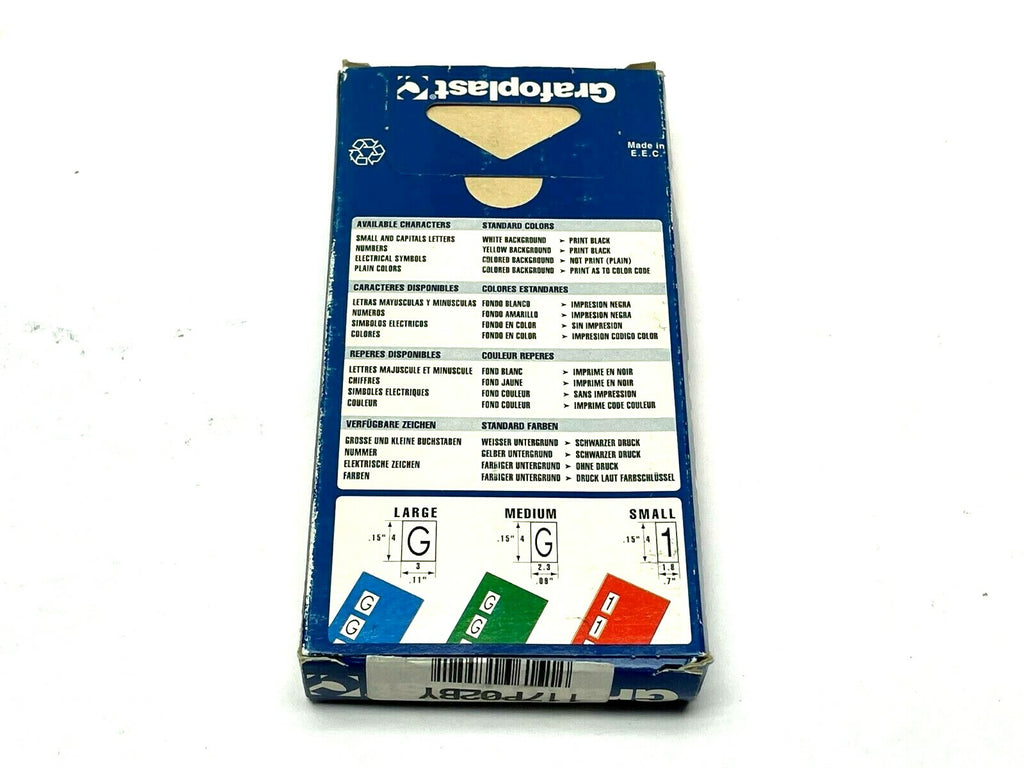 Grafoplast®
Made in
E.E.C.
AVAILABLE CHARACTERS STANDARD COLORS
SMALL AND CAPITALS LETTERS WHITE BACKGROUND ➤ PRINT BLACK
NUMBERS YELLOW BACKGROUND ➤ PRINT BLACK
ELECTRICAL SYMBOLS COLORED BACKGROUND ➤ NOT PRINT (PLAIN)
PLAIN COLORS COLORED BACKGROUND ➤ PRINT AS TO COLOR CODE
CARACTERES DISPONIBLES COLORES ESTANDARES
LETRAS MAYUSCULAS Y MINUSCULAS FONDO BLANCO ➤ IMPRESION NEGRA
NUMEROS FONDO AMARILLO ➤ IMPRESION NEGRA
SIMBOLOS ELECTRICOS FONDO EN COLOR ➤ SIN IMPRESION
COLORES FONDO EN COLOR ➤ IMPRESION CODIGO COLOR
REPERES DISPONIBLES COULEUR REPERES
LETTRES MAJUSCULE ET MINUSCULE FOND BLANC ➤ IMPRIME EN NOIR
CHIFFRES FOND JAUNE ➤ IMPRIME EN NOIR
SIMBOLES ELECTRIQUES FOND COULEUR ➤ SANS IMPRESSION
COULEUR FOND COULEUR ➤ IMPRIME CODE COULEUR
VERFÜGBARE ZEICHEN STANDARD FARBEN
GROSSE UND KLEINE BUCHSTABEN WEISSER UNTERGRUND ➤ SCHWARZER DRUCK
NUMMER GELBER UNTERGRUND ➤ SCHWARZER DRUCK
ELEKTRISCHE ZEICHEN FARBIGER UNTERGRUND ➤ OHNE DRUCK
FARBEN FARBIGER UNTERGRUND ➤ DRUCK LAUT FARBSCHLÜSSEL
LARGE MEDIUM SMALL
.15" 4 G .15" 4 G .15" 4 1
3 2.3 1.8
.11" .09" .7"
G G 1
G G 1
117P02BY
Grafoplast